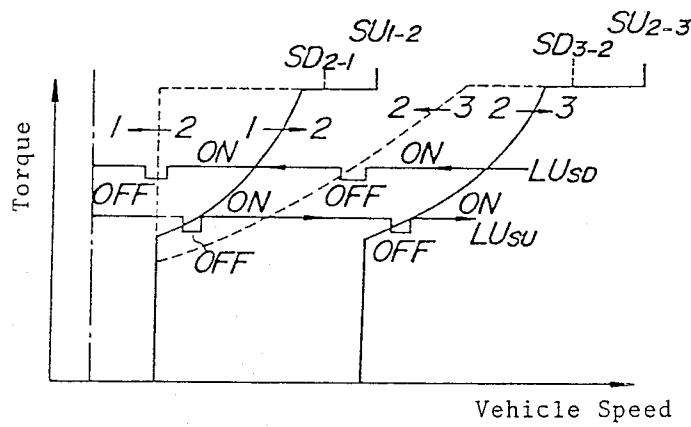 SU1-2
SU2-3
SD2-1
SD3-2
1←2
1→2
2←3
2→3
ON
ON
LUSD
OFF
OFF
ON
ON
LUSU
OFF
OFF
Torque
Vehicle Speed